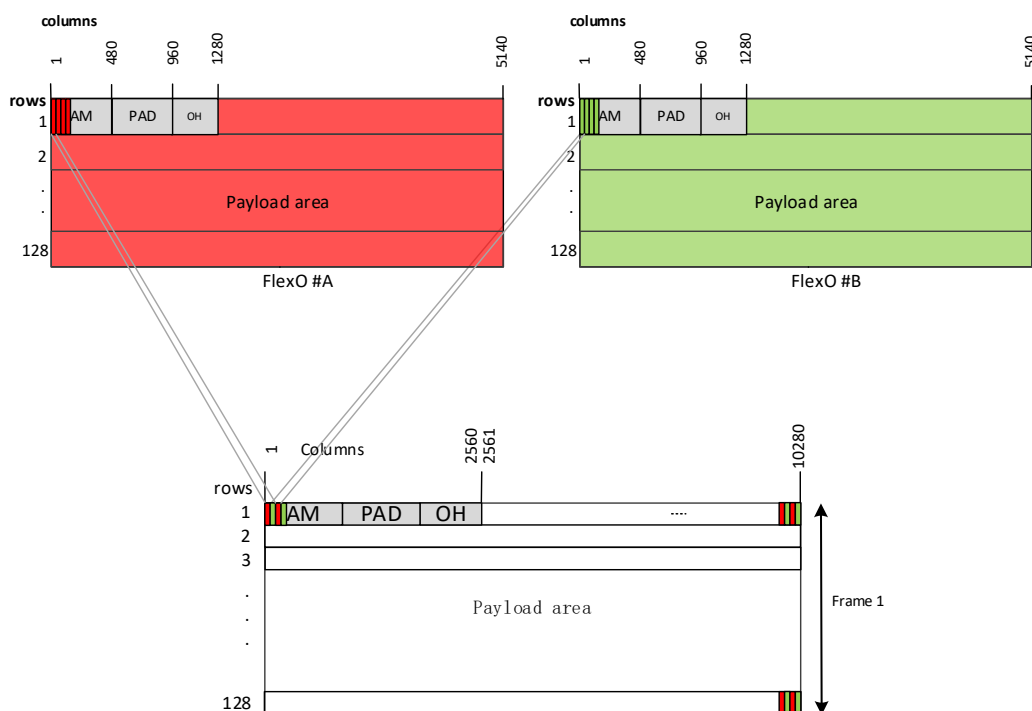 columns
1
480
960
1280
5140
rows
1
AM
PAD
OH
2
.
Payload area
.
128
FlexO #A
columns
1
480
960
1280
5140
rows
1
AM
PAD
OH
2
.
Payload area
.
128
FlexO #B
1
Columns
2560
2561
10280
rows
1
AM
PAD
OH
....
2
3
.
Payload area
.
.
Frame 1
128